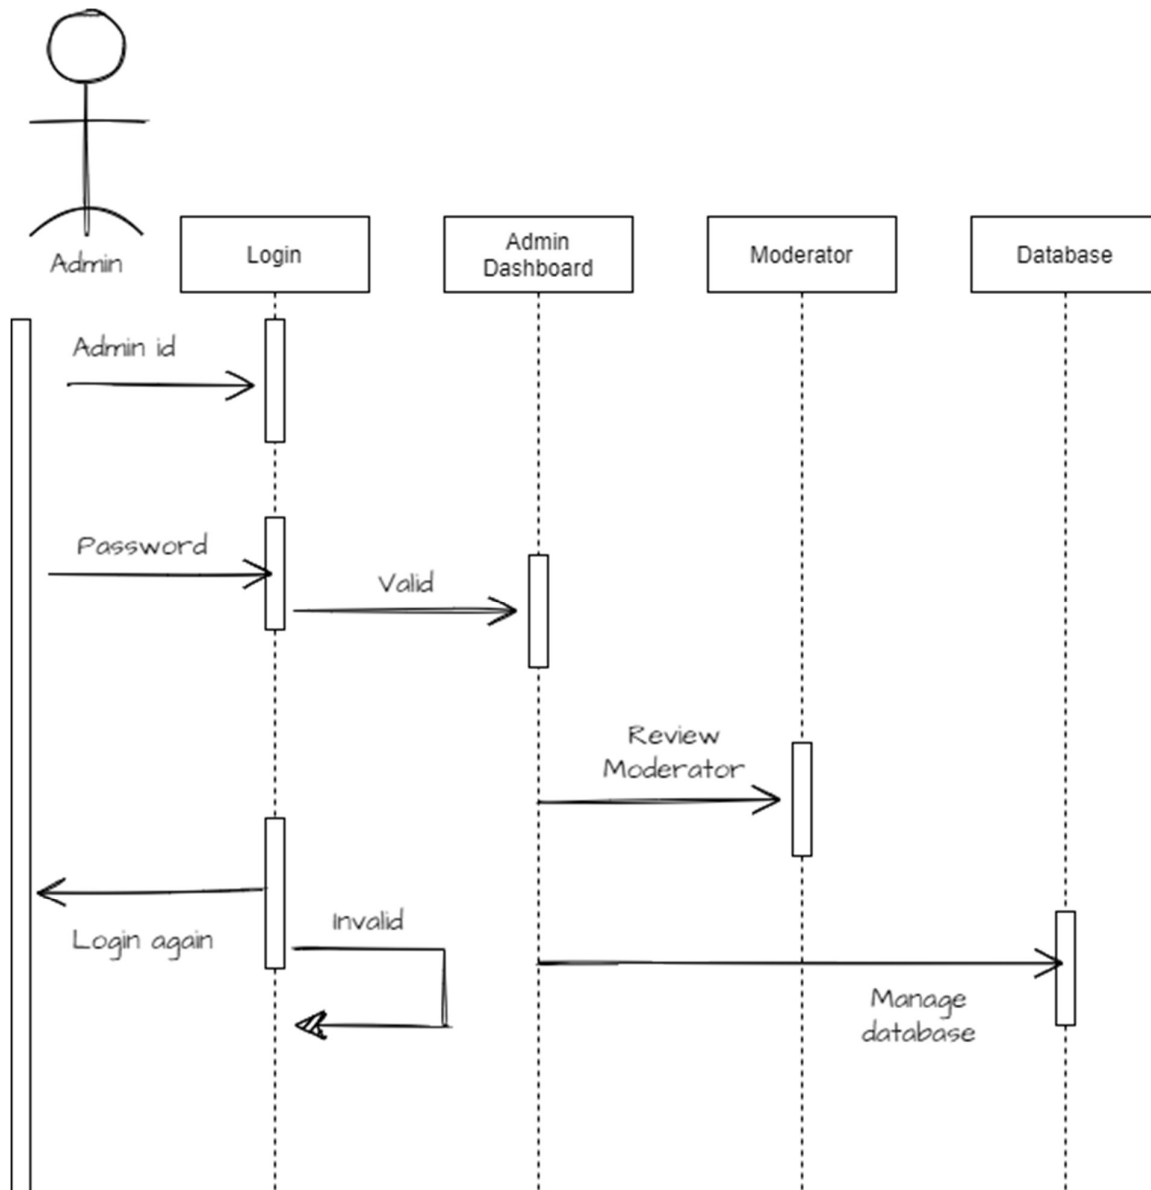 Admin
Login
Admin
Dashboard
Moderator
Database
Admin id
Password
Valid
Review
Moderator
Login again
Invalid
Manage
database